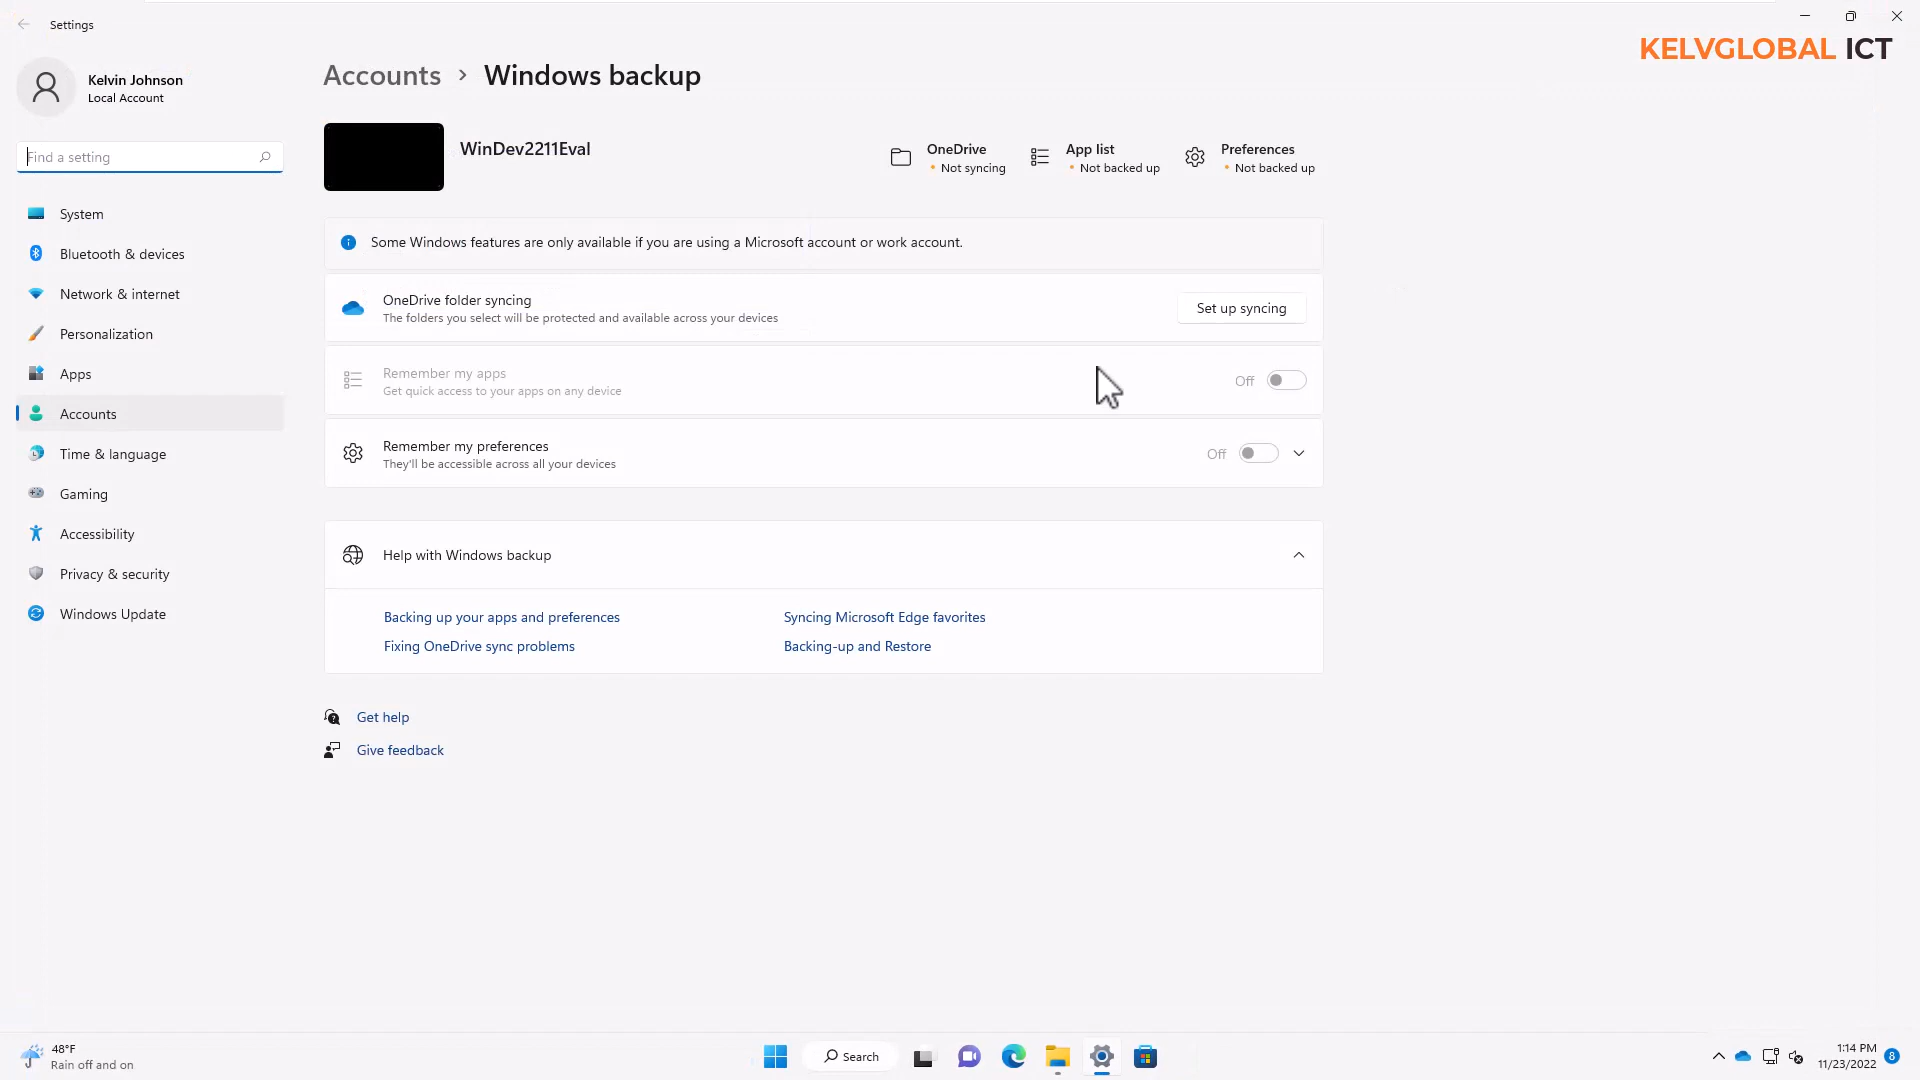 Settings
KELVGLOBAL ICT
Kelvin Johnson
Local Account
Find a setting
System
Bluetooth & devices
Network & internet
Personalization
Apps
Accounts
Time & language
Gaming
Accessibility
Privacy & security
Windows Update
Accounts > Windows backup
WinDev2211Eval
OneDrive
Not syncing
App list
Not backed up
Preferences
Not backed up
Some Windows features are only available if you are using a Microsoft account or work account.
OneDrive folder syncing
The folders you select will be protected and available across your devices
Set up syncing
Remember my apps
Get quick access to your apps on any device
Off
Remember my preferences
They'll be accessible across all your devices
Off
Help with Windows backup
Backing up your apps and preferences
Syncing Microsoft Edge favorites
Fixing OneDrive sync problems
Backing-up and Restore
Get help
Give feedback
48°F
Rain off and on
Search
1:14 PM
11/23/2022
8